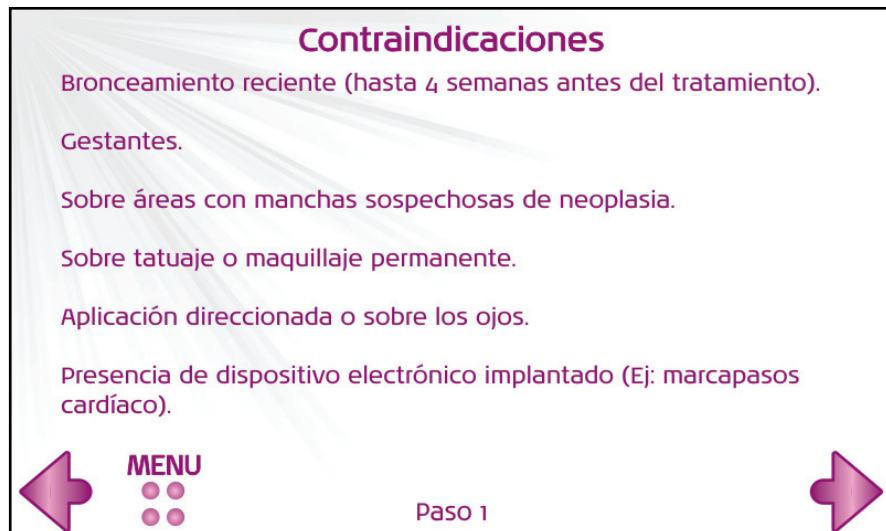 Contraindicaciones
Bronceamiento reciente (hasta 4 semanas antes del tratamiento).
Gestantes.
Sobre áreas con manchas sospechosas de neoplasia.
Sobre tatuaje o maquillaje permanente.
Aplicación direccionada o sobre los ojos.
Presencia de dispositivo electrónico implantado (Ej: marcapasos
cardíaco).
MENU
Paso 1